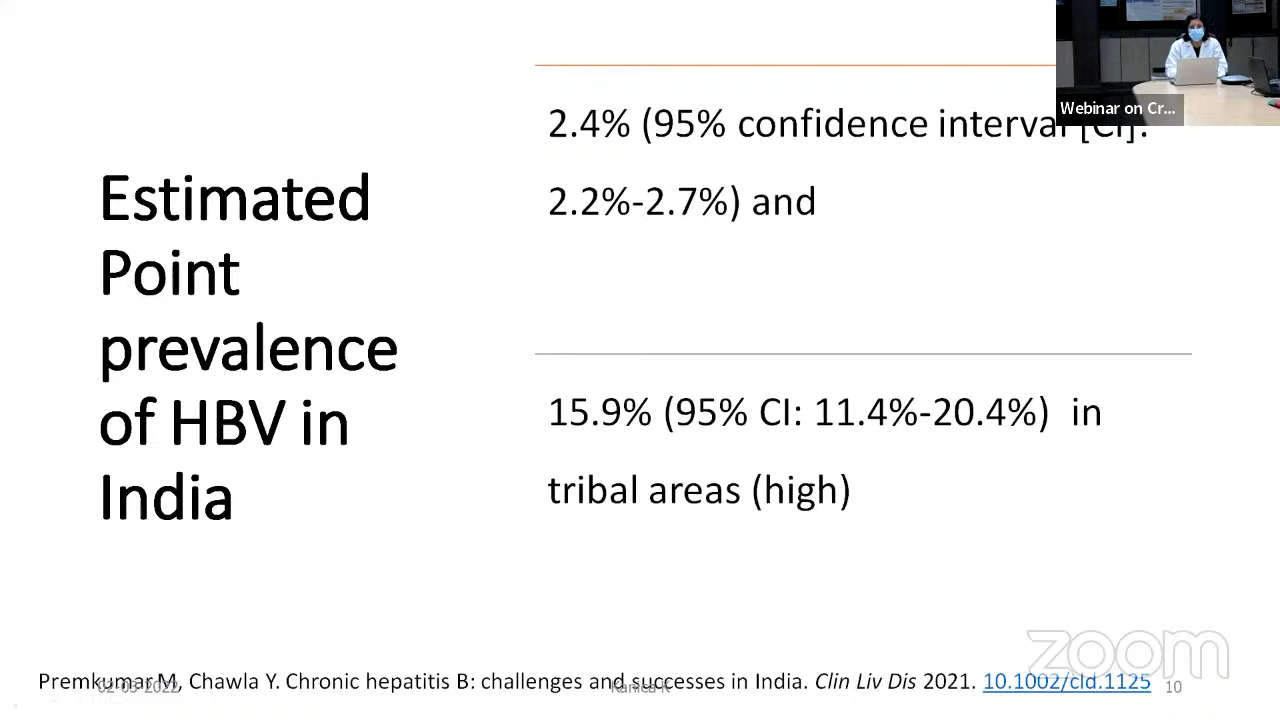 Estimated
Point
prevalence
of HBV in
India
2.4% (95% confidence interval [CI]:
2.2%-2.7%) and
15.9% (95% CI: 11.4%-20.4%) in
tribal areas (high)
Webinar on Cr...
zoom
Premkumar M, Chawla Y. Chronic hepatitis B: challenges and successes in India. Clin Liv Dis 2021. 10.1002/cld.1125
Kanica K
10